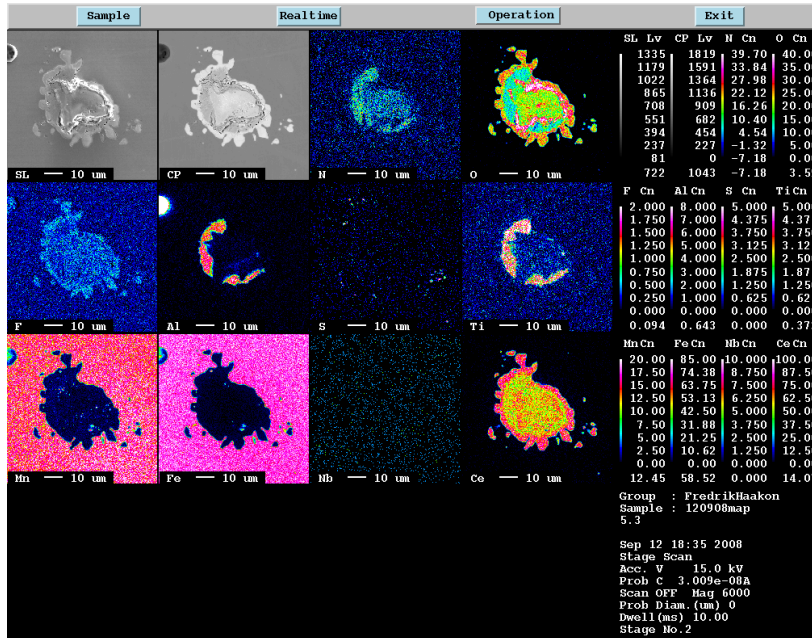 Sample Realtime Operation Exit
SL Lv CP Lv N Cn O Cn
1335 1819 39.70 40.00
1179 1591 33.84 35.00
1022 1364 27.98 30.00
865 1136 22.12 25.00
708 909 16.26 20.00
551 682 10.40 15.00
394 454 4.54 10.00
237 227 -1.32 5.00
81 0 -7.18 0.00
722 1043 -7.18 3.5
SL 10 um CP 10 um N 10 um O 10 um
F Cn Al Cn S Cn Ti Cn
2.000 8.000 5.000 5.000
1.750 7.000 4.375 4.37
1.500 6.000 3.750 3.75
1.250 5.000 3.125 3.12
1.000 4.000 2.500 2.50
0.750 3.000 1.875 1.87
0.500 2.000 1.250 1.25
0.250 1.000 0.625 0.62
0.000 0.000 0.000 0.00
0.094 0.643 0.000 0.37
F 10 um Al 10 um S 10 um Ti 10 um
Mn Cn Fe Cn Nb Cn Ce Cn
20.00 85.00 10.000 100.0
17.50 74.38 8.750 87.5
15.00 63.75 7.500 75.0
12.50 53.13 6.250 62.5
10.00 42.50 5.000 50.0
7.50 31.88 3.750 37.5
5.00 21.25 2.500 25.0
2.50 10.62 1.250 12.5
0.00 0.00 0.000 0.00
12.45 58.52 0.000 14.0
Mn 10 um Fe 10 um Nb 10 um Ce 10 um
Group : FredrikHaakon
Sample : 120908map
5.3
Sep 12 18:35 2008
Stage Scan
Acc. V 15.0 kV
Prob C 3.009e-08A
Scan OFF Mag 6000
Prob Diam.(um) 0
Dwell(ms) 10.00
Stage No.2